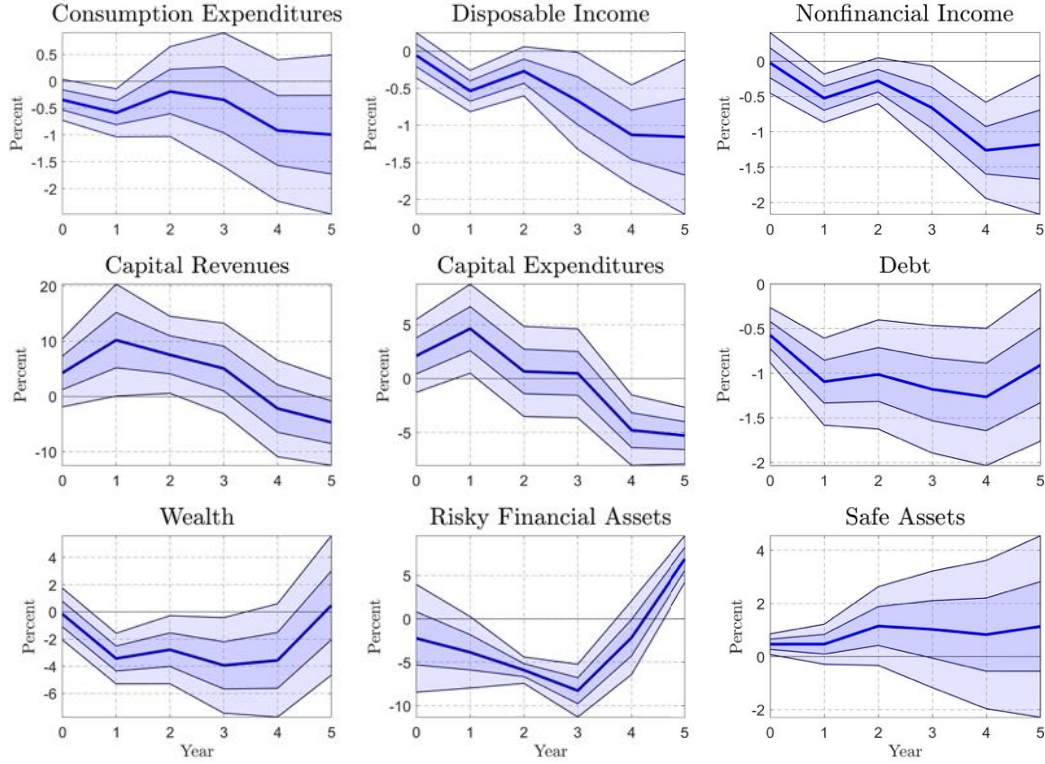 Consumption Expenditures
Disposable Income
Nonfinancial Income
Percent
0.5
0
-0.5
-1
-1.5
-2
0 1 2 3 4 5
Percent
0
-0.5
-1
-1.5
-2
0 1 2 3 4 5
Percent
0
-0.5
-1
-1.5
-2
0 1 2 3 4 5
Capital Revenues
Capital Expenditures
Debt
Percent
20
10
0
-10
0 1 2 3 4 5
Percent
5
0
-5
0 1 2 3 4 5
Percent
0
-0.5
-1
-1.5
-2
0 1 2 3 4 5
Wealth
Risky Financial Assets
Safe Assets
Percent
4
2
0
-2
-4
-6
0 1 2 3 4 5
Year
Percent
5
0
-5
-10
0 1 2 3 4 5
Year
Percent
4
2
0
-2
0 1 2 3 4 5
Year